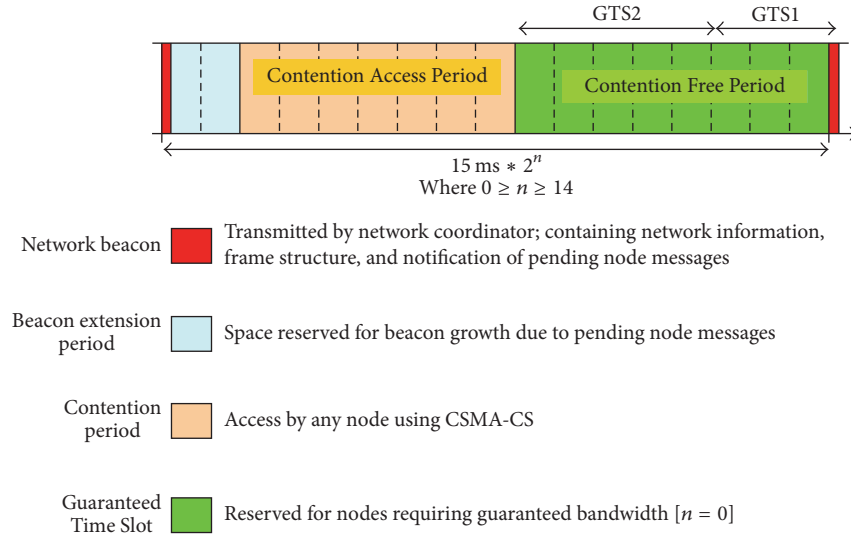 GTS2 GTS1
Contention Access Period Contention Free Period
15 ms * 2ⁿ
Where 0 ≥ n ≥ 14
Network beacon Transmitted by network coordinator; containing network information,
frame structure, and notification of pending node messages
Beacon extension
period
Space reserved for beacon growth due to pending node messages
Contention
period
Access by any node using CSMA-CS
Guaranteed
Time Slot
Reserved for nodes requiring guaranteed bandwidth [n = 0]